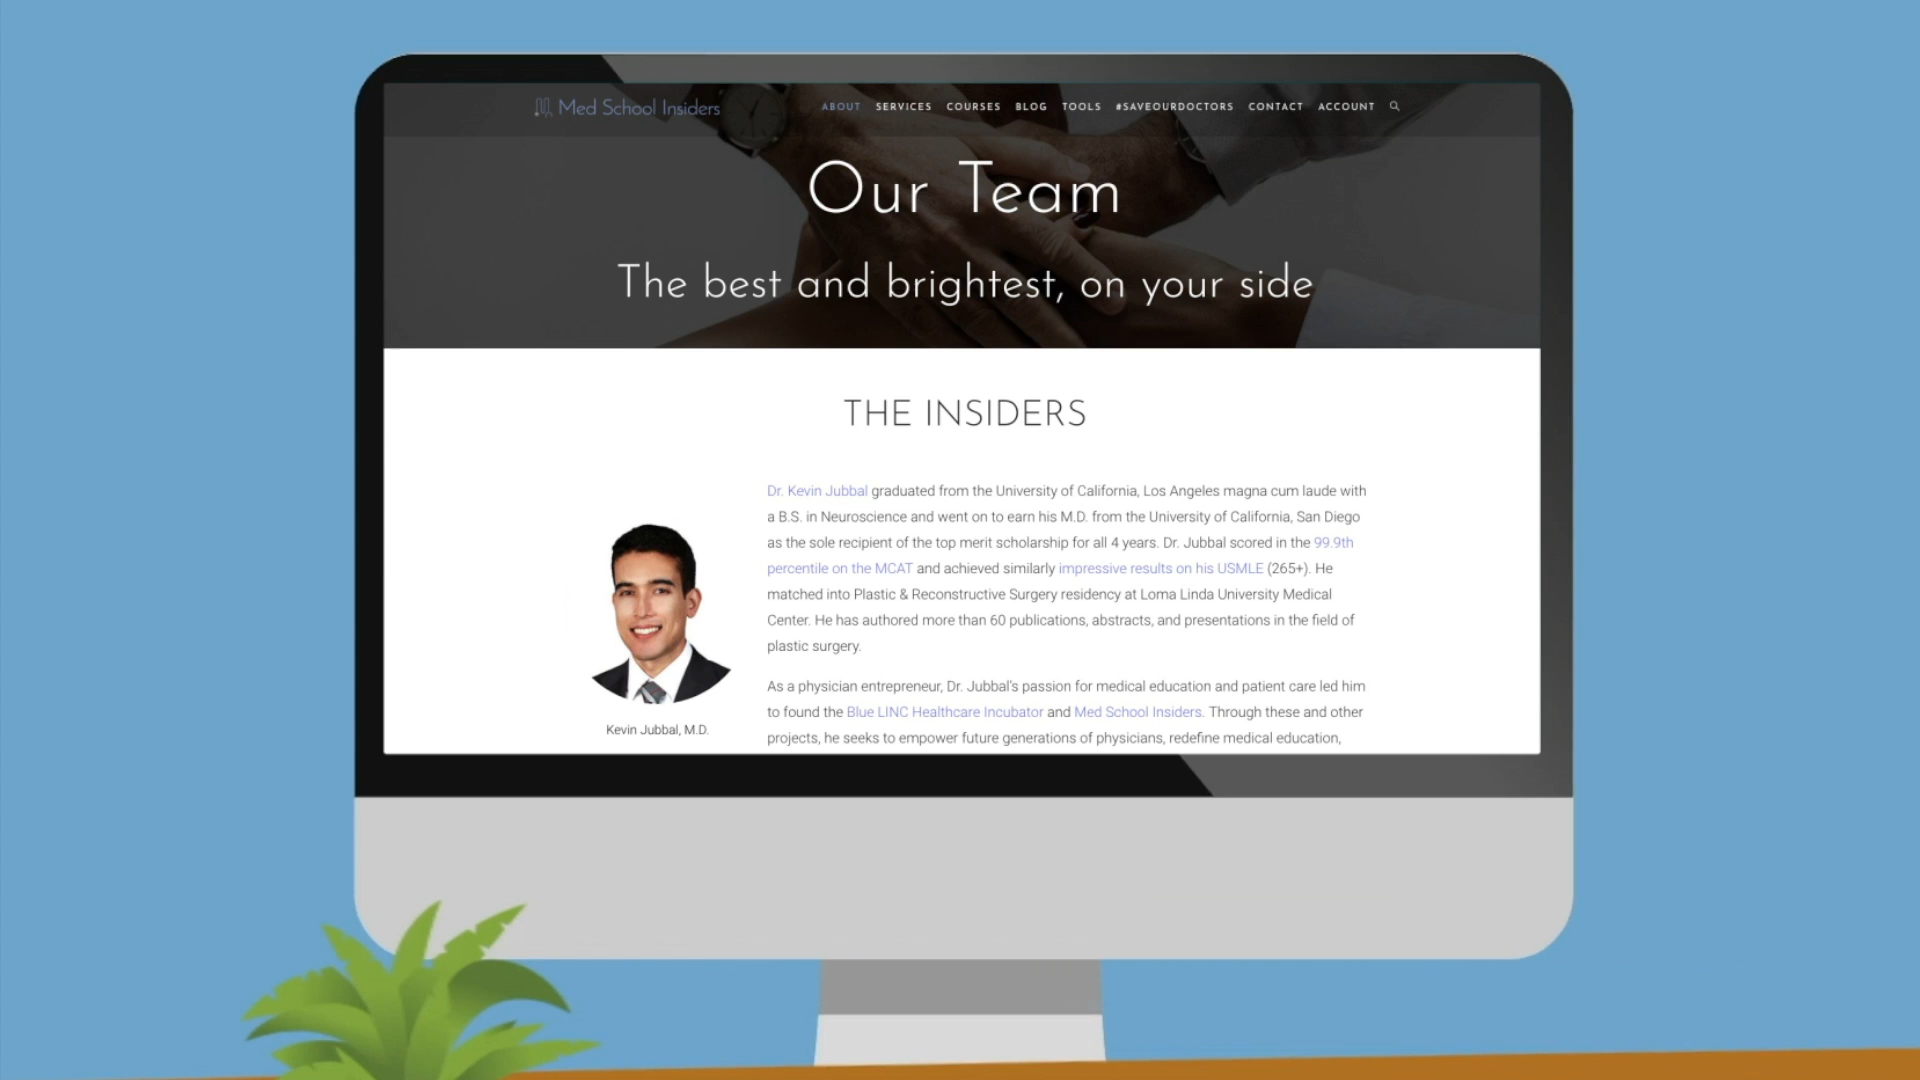 Med School Insiders
ABOUT SERVICES COURSES BLOG TOOLS #SAVEOURDOCTORS CONTACT ACCOUNT
Our Team
The best and brightest, on your side
THE INSIDERS
Dr. Kevin Jubbal graduated from the University of California, Los Angeles magna cum laude with
a B.S. in Neuroscience and went on to earn his M.D. from the University of California, San Diego
as the sole recipient of the top merit scholarship for all 4 years. Dr. Jubbal scored in the 99.9th
percentile on the MCAT and achieved similarly impressive results on his USMLE (265+). He
matched into Plastic & Reconstructive Surgery residency at Loma Linda University Medical
Center. He has authored more than 60 publications, abstracts, and presentations in the field of
plastic surgery.
As a physician entrepreneur, Dr. Jubbal's passion for medical education and patient care led him
to found the Blue LINC Healthcare Incubator and Med School Insiders. Through these and other
projects, he seeks to empower future generations of physicians, redefine medical education,
Kevin Jubbal, M.D.